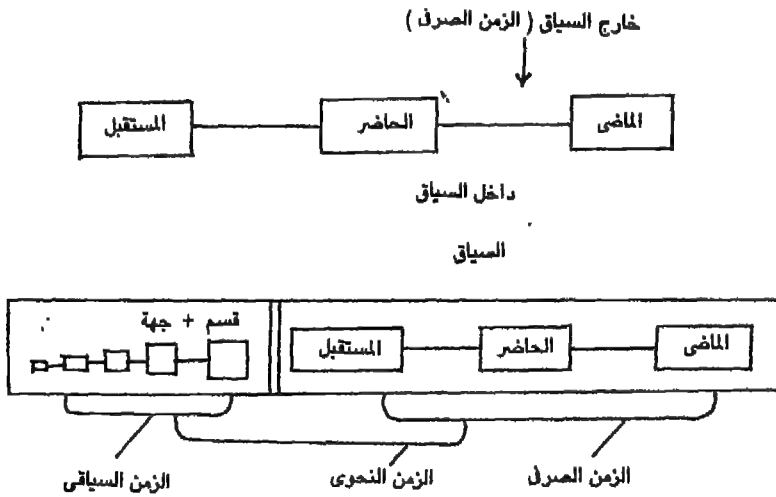 خارج السياق ( الزمن الصرفى )
الماضى الحاضر المستقبل
داخل السياق
السياق
قسم + جهة
الماضى الحاضر المستقبل
الزمن الصرفى الزمن النحوى الزمن السياقى